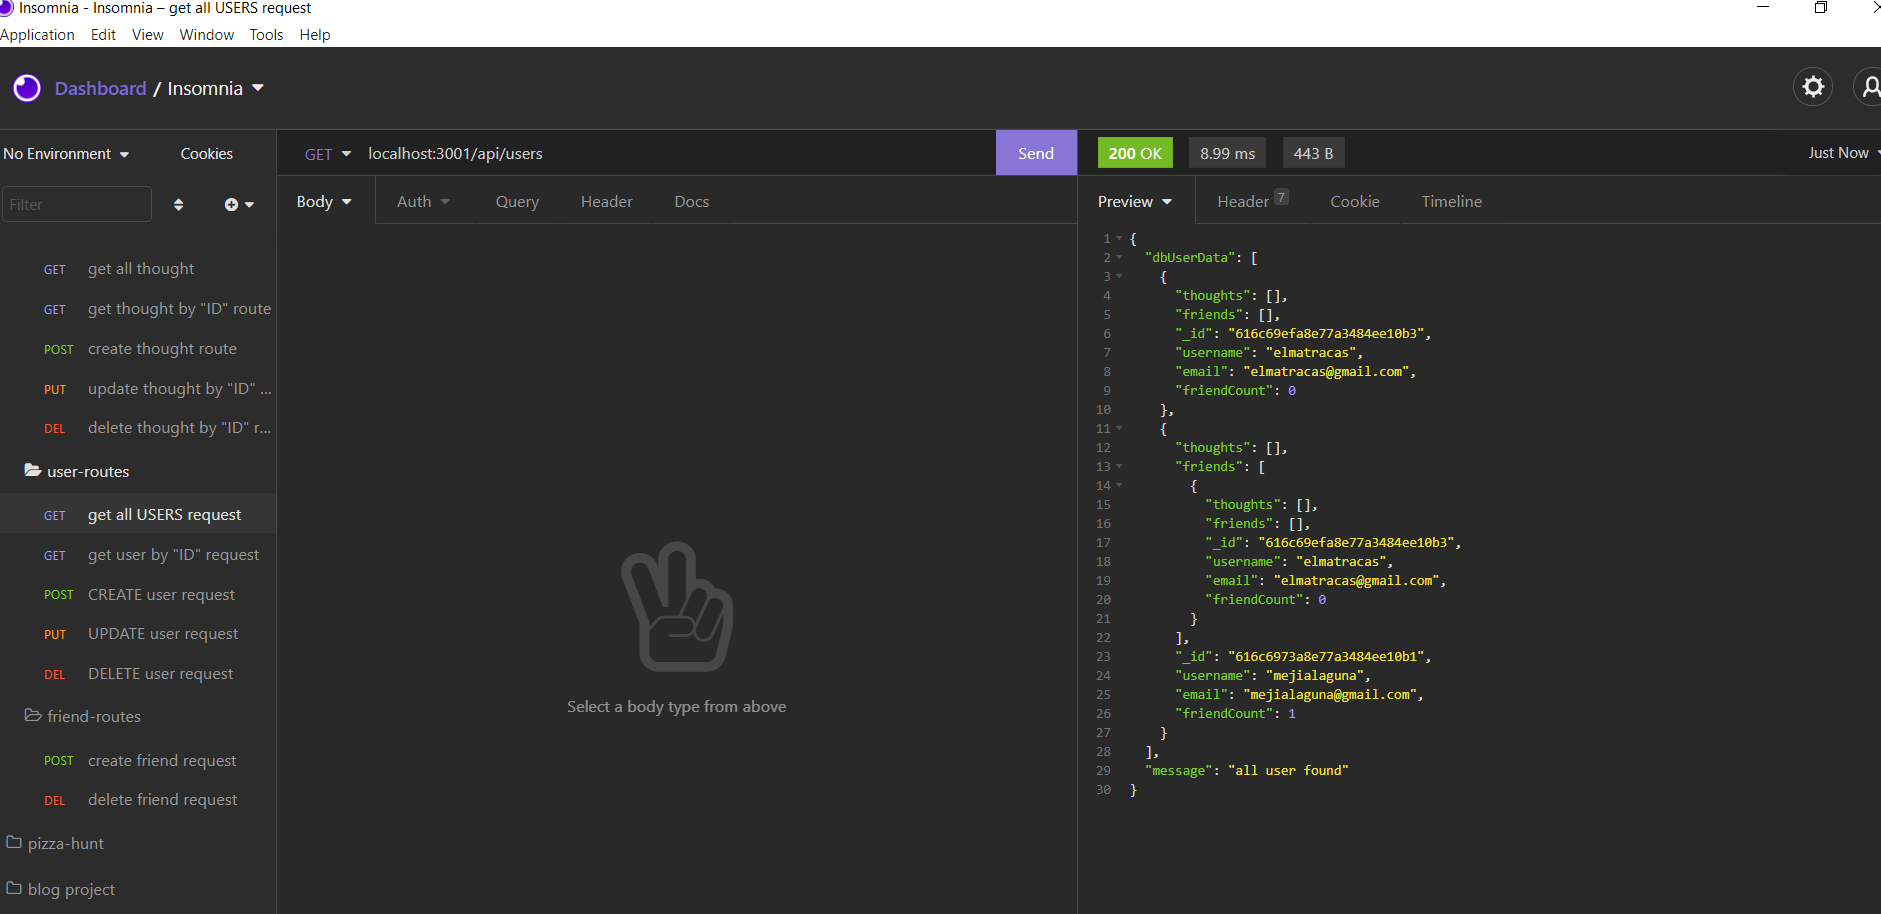 Insomnia - Insomnia – get all USERS request
Application Edit View Window Tools Help
Dashboard / Insomnia
No Environment Cookies
Filter
GET get all thought
GET get thought by "ID" route
POST create thought route
PUT update thought by "ID" ...
DEL delete thought by "ID" r...
user-routes
GET get all USERS request
GET get user by "ID" request
POST CREATE user request
PUT UPDATE user request
DEL DELETE user request
friend-routes
POST create friend request
DEL delete friend request
pizza-hunt
blog project
GET localhost:3001/api/users Send
Body Auth Query Header Docs
Select a body type from above
200 OK 8.99 ms 443 B Just Now
Preview Header 7 Cookie Timeline
1 {
2 "dbUserData": [
3 {
4 "thoughts": [],
5 "friends": [],
6 "_id": "616c69efa8e77a3484ee10b3",
7 "username": "elmatracas",
8 "email": "elmatracas@gmail.com",
9 "friendCount": 0
10 },
11 {
12 "thoughts": [],
13 "friends": [
14 {
15 "thoughts": [],
16 "friends": [],
17 "_id": "616c69efa8e77a3484ee10b3",
18 "username": "elmatracas",
19 "email": "elmatracas@gmail.com",
20 "friendCount": 0
21 }
22 ],
23 "_id": "616c6973a8e77a3484ee10b1",
24 "username": "mejialaguna",
25 "email": "mejialaguna@gmail.com",
26 "friendCount": 1
27 }
28 ],
29 "message": "all user found"
30 }